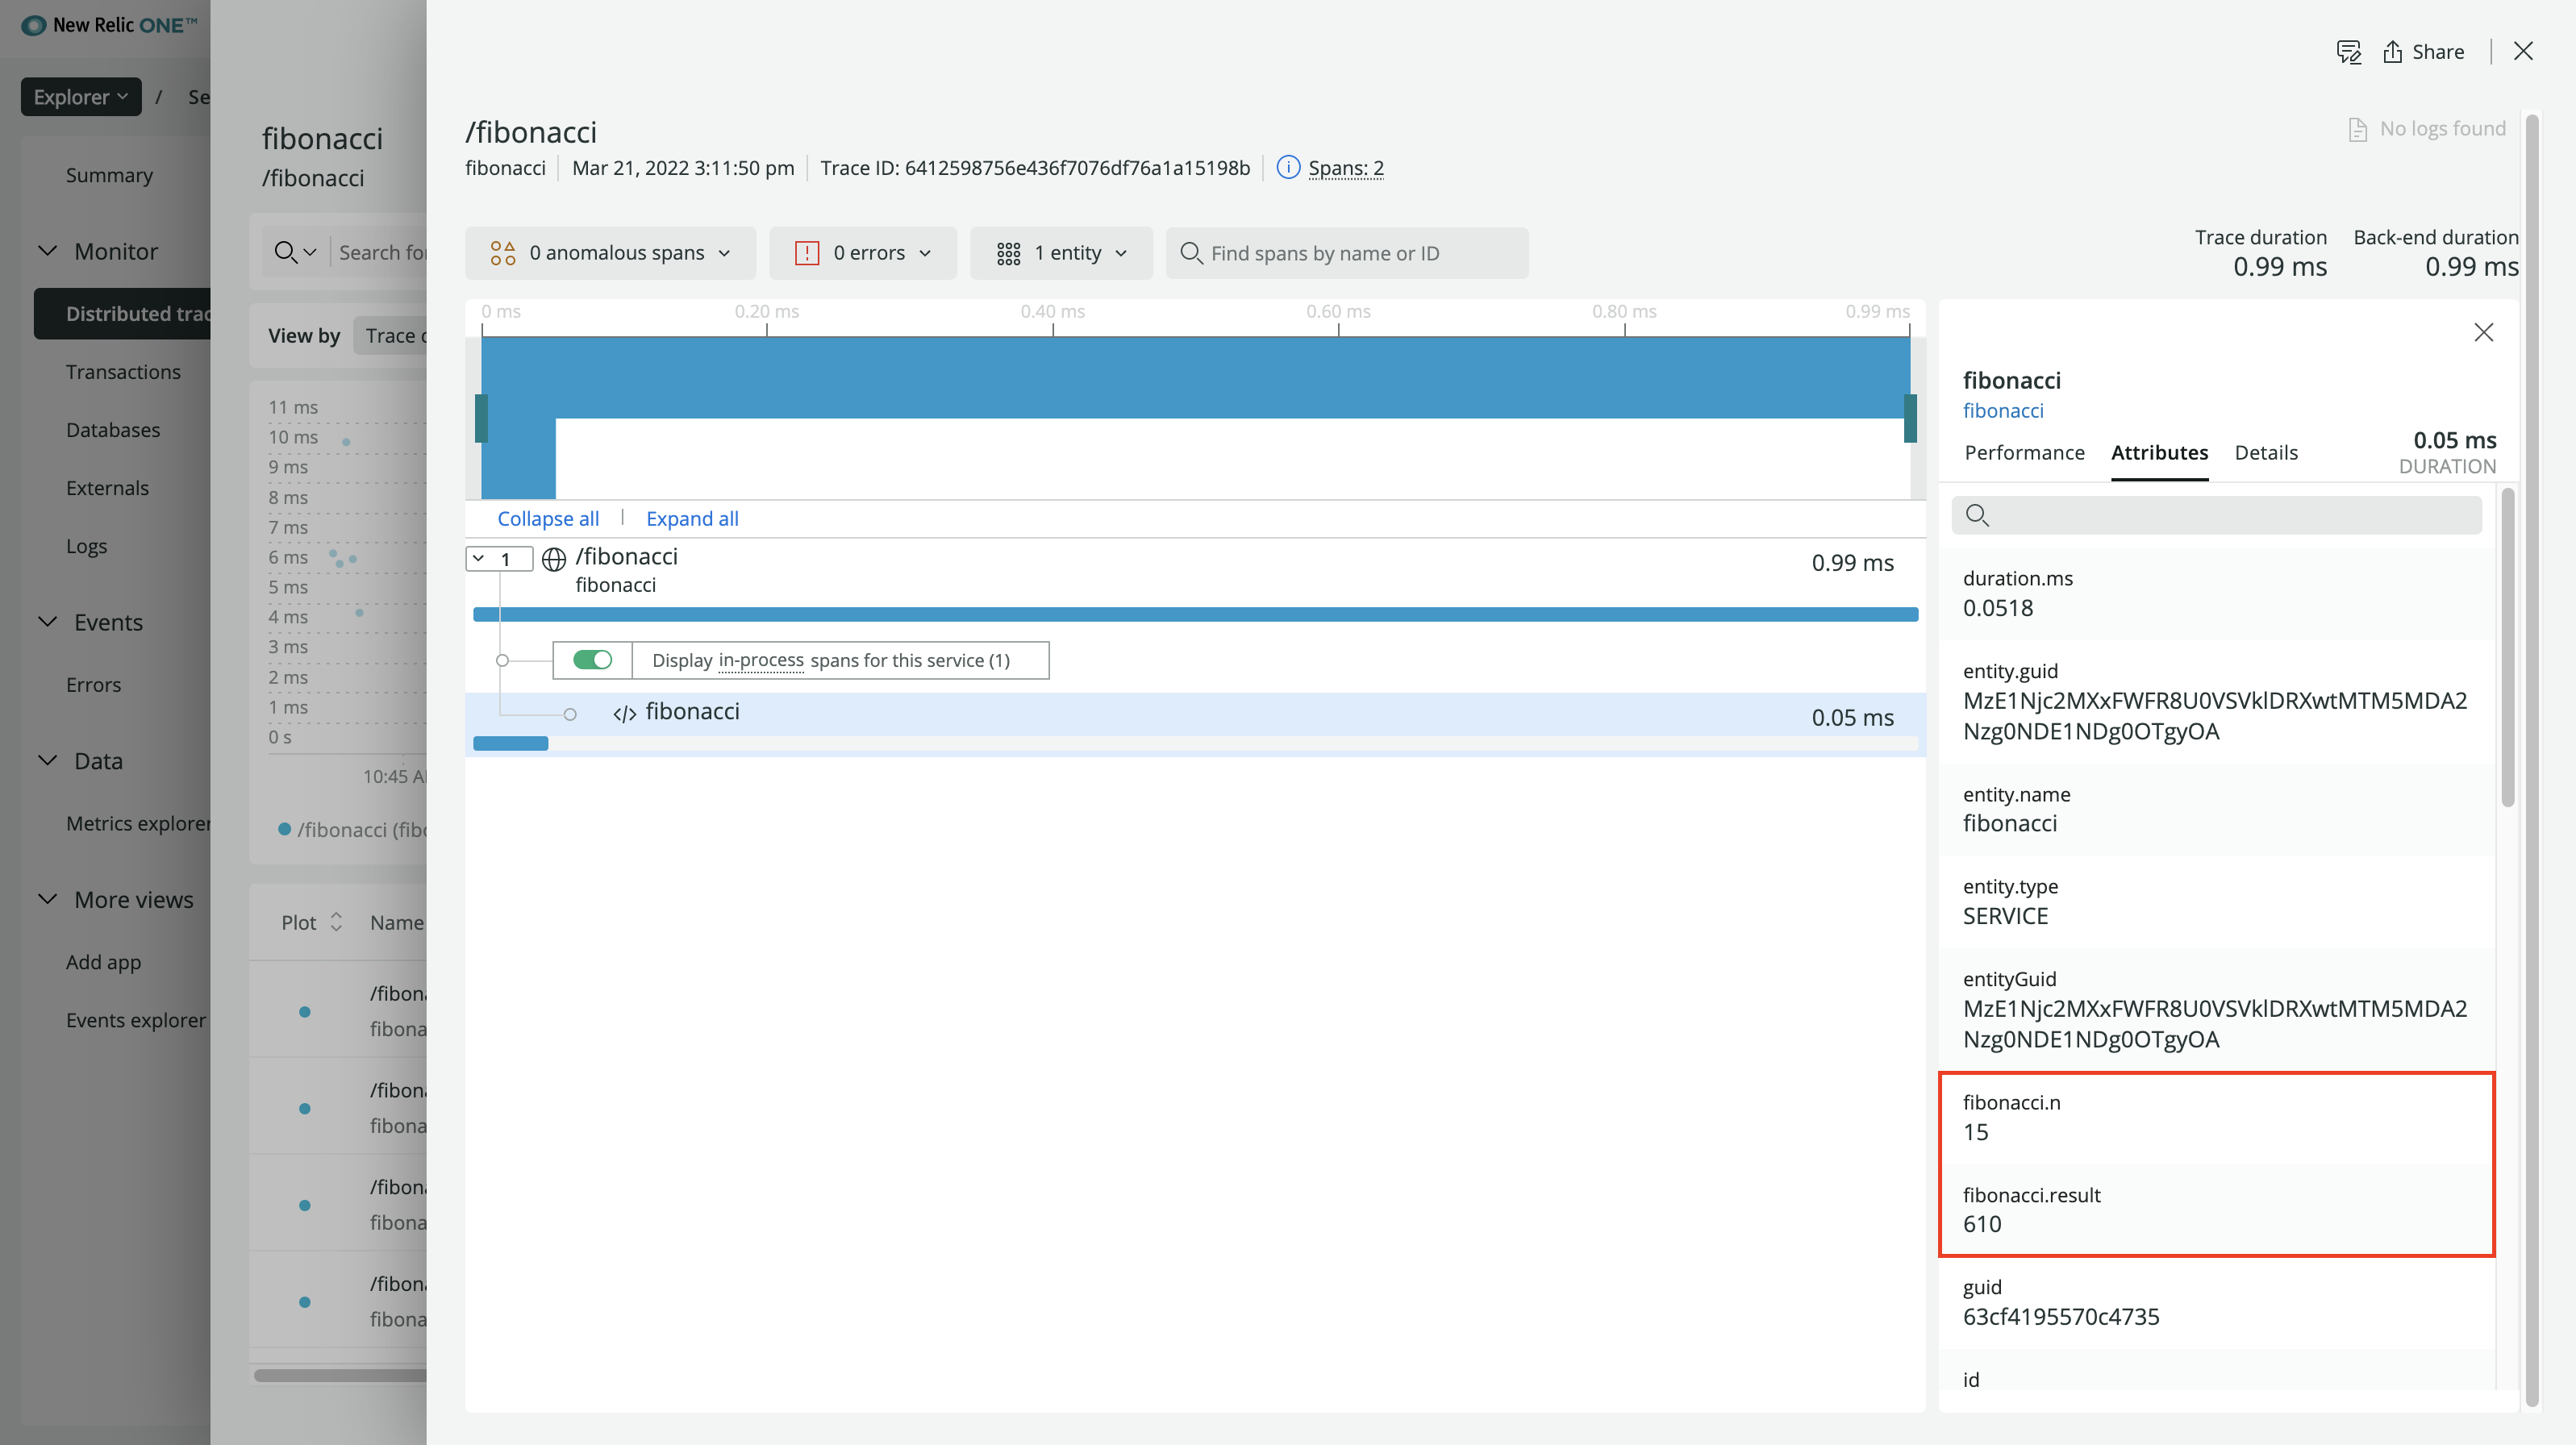 New Relic ONE™
Explorer / Se
Summary
Monitor
Distributed trac
Transactions
Databases
Externals
Logs
Events
Errors
Data
Metrics explorer
More views
Add app
Events explorer
fibonacci
/fibonacci
Search for
View by Trace
11 ms
10 ms
9 ms
8 ms
7 ms
6 ms
5 ms
4 ms
3 ms
2 ms
1 ms
0 s
10:45 A
/fibonacci (fibo
Plot Name
/fibona
fibona
/fibona
fibona
/fibona
fibona
/fibona
fibona
Share
/fibonacci
No logs found
fibonacci Mar 21, 2022 3:11:50 pm Trace ID: 6412598756e436f7076df76a1a15198b Spans: 2
0 anomalous spans 0 errors 1 entity Find spans by name or ID
Trace duration Back-end duration
0.99 ms 0.99 ms
0 ms 0.20 ms 0.40 ms 0.60 ms 0.80 ms 0.99 ms
Collapse all | Expand all
1 /fibonacci 0.99 ms
fibonacci
Display in-process spans for this service (1)
</> fibonacci 0.05 ms
fibonacci
fibonacci
Performance Attributes Details 0.05 ms
DURATION
duration.ms
0.0518
entity.guid
MzE1Njc2MXxFWFR8U0VSVklDRXwtMTM5MDA2
Nzg0NDE1NDg0OTgyOA
entity.name
fibonacci
entity.type
SERVICE
entityGuid
MzE1Njc2MXxFWFR8U0VSVklDRXwtMTM5MDA2
Nzg0NDE1NDg0OTgyOA
fibonacci.n
15
fibonacci.result
610
guid
63cf4195570c4735
id